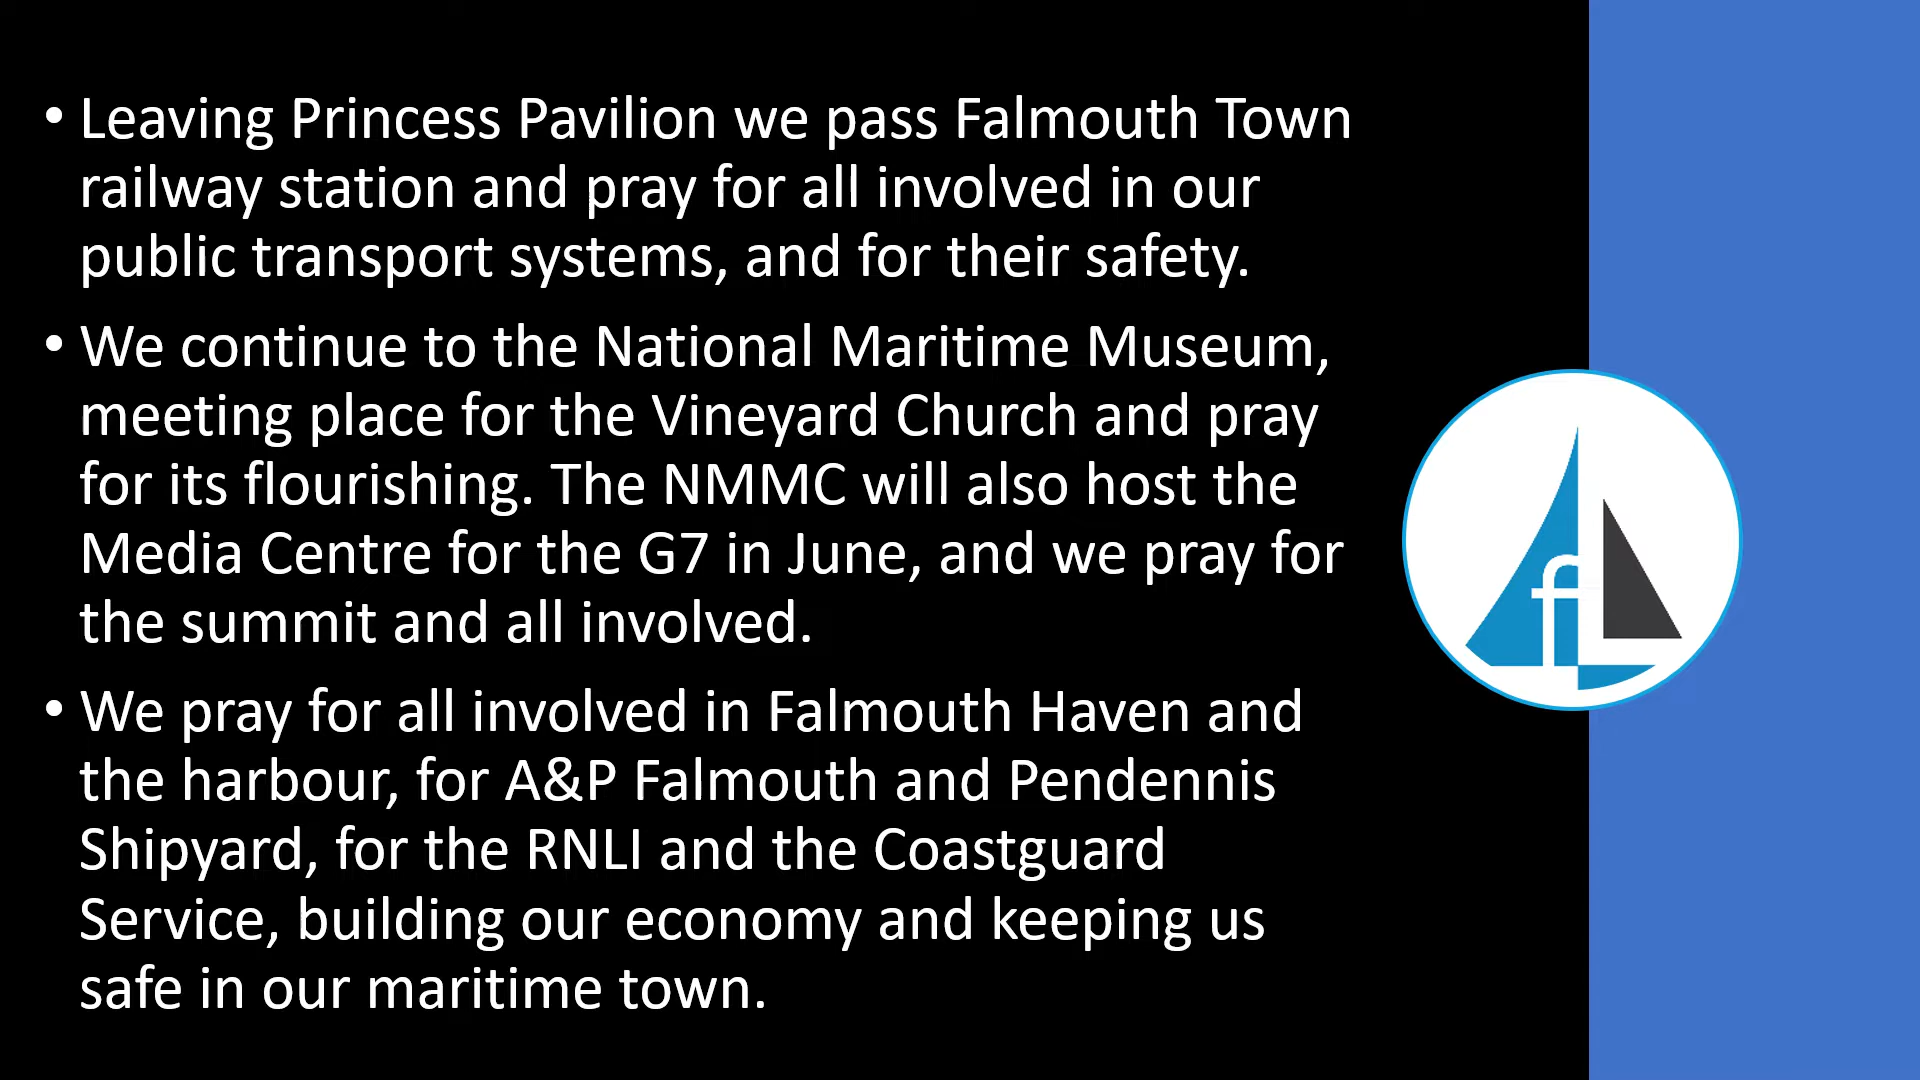 • Leaving Princess Pavilion we pass Falmouth Town
railway station and pray for all involved in our
public transport systems, and for their safety.
• We continue to the National Maritime Museum,
meeting place for the Vineyard Church and pray
for its flourishing. The NMMC will also host the
Media Centre for the G7 in June, and we pray for
the summit and all involved.
• We pray for all involved in Falmouth Haven and
the harbour, for A&P Falmouth and Pendennis
Shipyard, for the RNLI and the Coastguard
Service, building our economy and keeping us
safe in our maritime town.
f